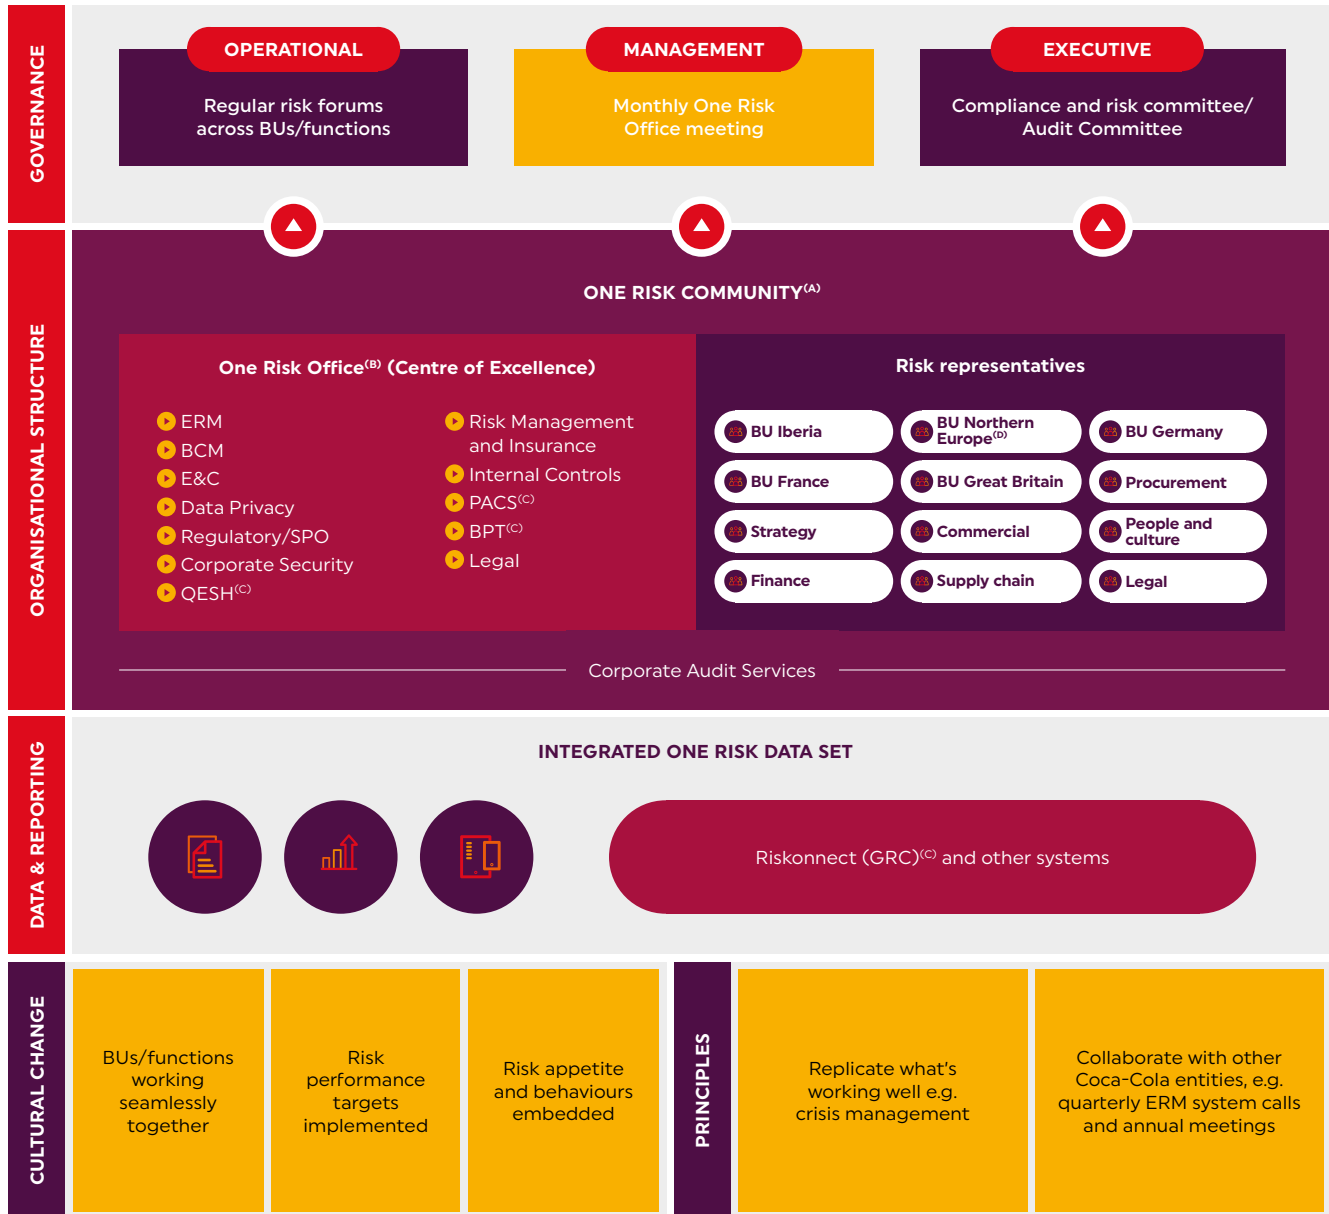 GOVERNANCE
OPERATIONAL
Regular risk forums
across BUs/functions
MANAGEMENT
Monthly One Risk
Office meeting
EXECUTIVE
Compliance and risk committee/
Audit Committee
ORGANISATIONAL STRUCTURE
ONE RISK COMMUNITY(A)
One Risk Office(B) (Centre of Excellence)
ERM
BCM
E&C
Data Privacy
Regulatory/SPO
Corporate Security
QESH(C)
Risk Management
and Insurance
Internal Controls
PACS(C)
BPT(C)
Legal
Risk representatives
BU Iberia
BU Northern
Europe(D)
BU Germany
BU France
BU Great Britain
Procurement
Strategy
Commercial
People and
culture
Finance
Supply chain
Legal
Corporate Audit Services
DATA & REPORTING
INTEGRATED ONE RISK DATA SET
Riskonnect (GRC)(C) and other systems
CULTURAL CHANGE
BUs/functions
working
seamlessly
together
Risk
performance
targets
implemented
Risk appetite
and behaviours
embedded
PRINCIPLES
Replicate what's
working well e.g.
crisis management
Collaborate with other
Coca-Cola entities, e.g.
quarterly ERM system calls
and annual meetings